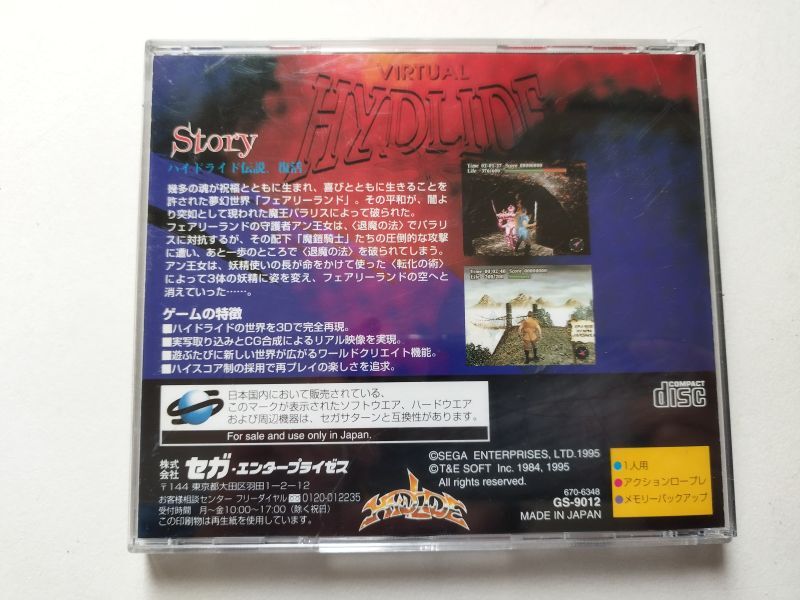 VIRTUAL
HYDLIDE
Story
ハイドライド伝説、復活
幾多の魂が祝福とともに生まれ、喜びとともに生きることを
許された夢幻世界「フェアリーランド」。その平和が、闇よ
り突如として現われた魔王バラリスによって破られた。
フェアリーランドの守護者アン王女は、〈退魔の法〉でバラリ
スに対抗するが、その配下「魔鎧騎士」たちの圧倒的な攻撃
に遭い、あと一歩のところで〈退魔の法〉を破られてしまう。
アン王女は、妖精使いの長が命をかけて使った〈転化の術〉
によって3体の妖精に姿を変え、フェアリーランドの空へと
消えていった……。
ゲームの特徴
■ハイドライドの世界を3Dで完全再現。
■実写取り込みとCG合成によるリアル映像を実現。
■遊ぶたびに新しい世界が広がるワールドクリエイト機能。
■ハイスコア制の採用で再プレイの楽しさを追求。
Score 00000000
Life
Score 00000000
Life
日本国内において販売されている、
このマークが表示されたソフトウエア、ハードウエア
および周辺機器は、セガサターンと互換性があります。
For sale and use only in Japan.
COMPACT
disc
株式会社 セガ・エンタープライゼス
〒144 東京都大田区羽田1-2-12
お客様相談センター フリーダイヤル 0120-012235
受付時間 月〜金10:00〜17:00(除く祝日)
この印刷物は再生紙を使用しています。
HYDLIDE
©SEGA ENTERPRISES, LTD.1995
©T&E SOFT Inc. 1984, 1995
All rights reserved.
670-6348
GS-9012
MADE IN JAPAN
●1人用
●アクションロープレ
●メモリーバックアップ